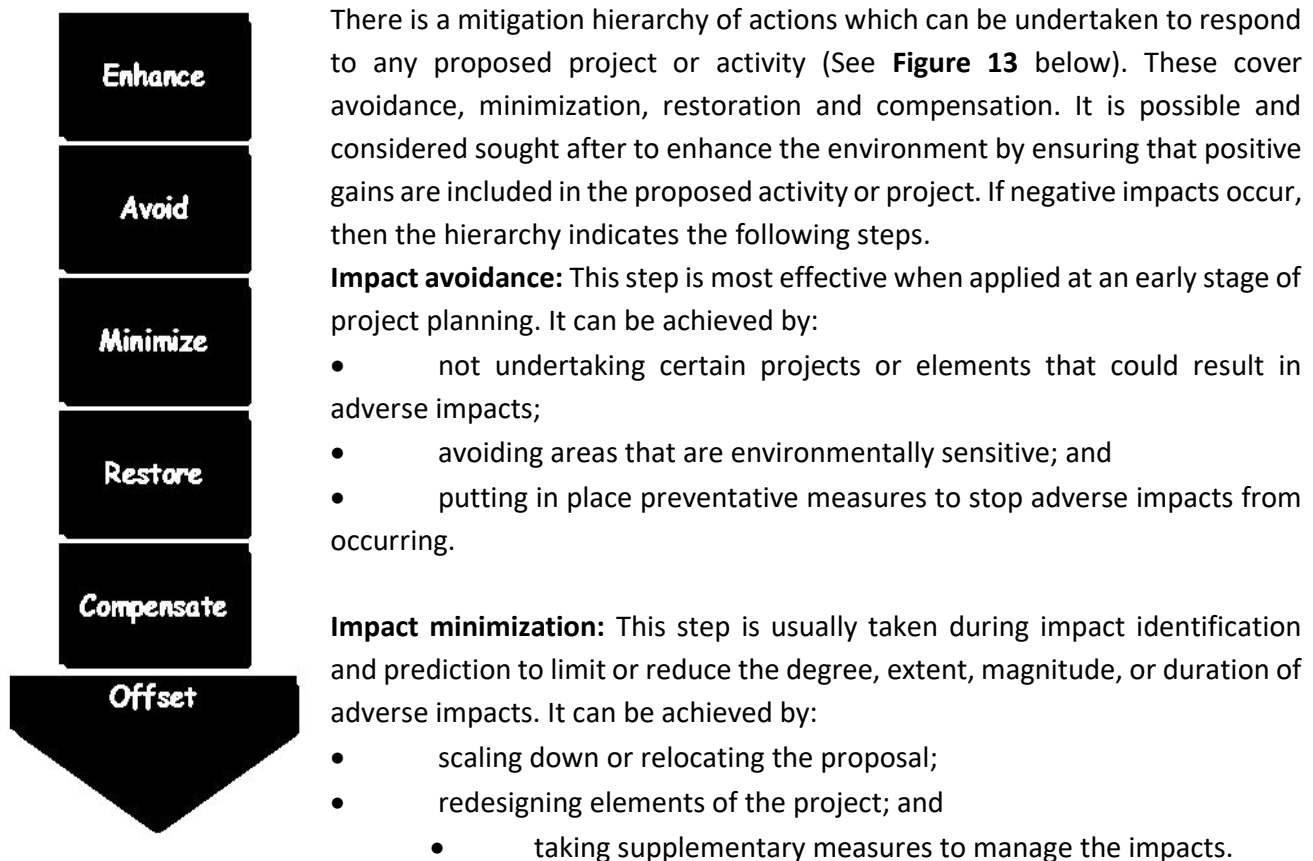 Enhance
Avoid
Minimize
Restore
Compensate
Offset
There is a mitigation hierarchy of actions which can be undertaken to respond
to any proposed project or activity (See Figure 13 below). These cover
avoidance, minimization, restoration and compensation. It is possible and
considered sought after to enhance the environment by ensuring that positive
gains are included in the proposed activity or project. If negative impacts occur,
then the hierarchy indicates the following steps.
Impact avoidance: This step is most effective when applied at an early stage of
project planning. It can be achieved by:
• not undertaking certain projects or elements that could result in
adverse impacts;
• avoiding areas that are environmentally sensitive; and
• putting in place preventative measures to stop adverse impacts from
occurring.
Impact minimization: This step is usually taken during impact identification
and prediction to limit or reduce the degree, extent, magnitude, or duration of
adverse impacts. It can be achieved by:
• scaling down or relocating the proposal;
• redesigning elements of the project; and
• taking supplementary measures to manage the impacts.